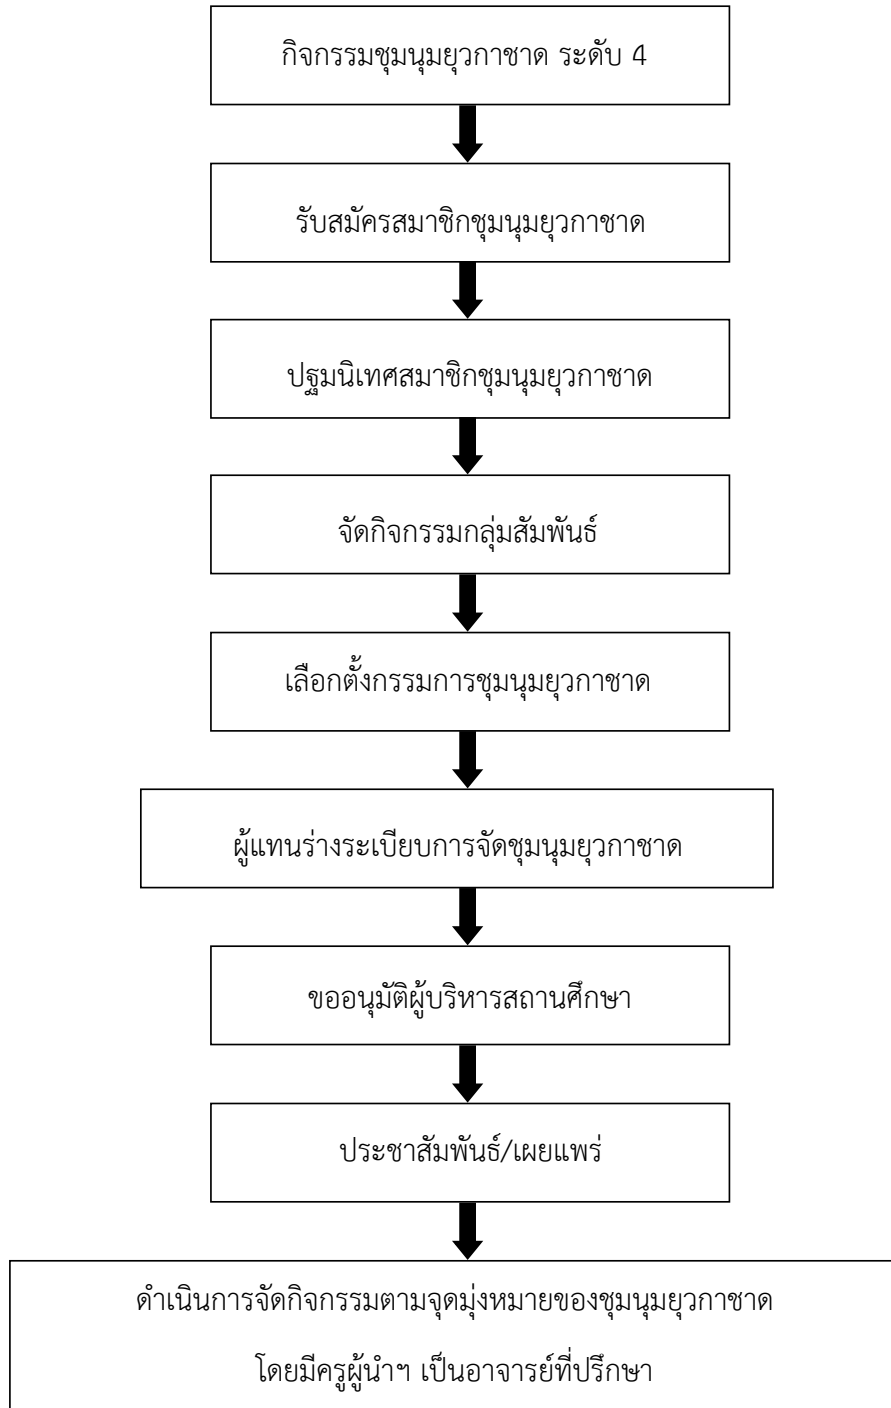 กิจกรรมชุมนุมยุวกาชาด ระดับ 4
รับสมัครสมาชิกชุมนุมยุวกาชาด
ปฐมนิเทศสมาชิกชุมนุมยุวกาชาด
จัดกิจกรรมกลุ่มสัมพันธ์
เลือกตั้งกรรมการชุมนุมยุวกาชาด
ผู้แทนร่างระเบียบการจัดชุมนุมยุวกาชาด
ขออนุมัติผู้บริหารสถานศึกษา
ประชาสัมพันธ์/เผยแพร่
ดำเนินการจัดกิจกรรมตามจุดมุ่งหมายของชุมนุมยุวกาชาด
โดยมีครูผู้นำฯ เป็นอาจารย์ที่ปรึกษา